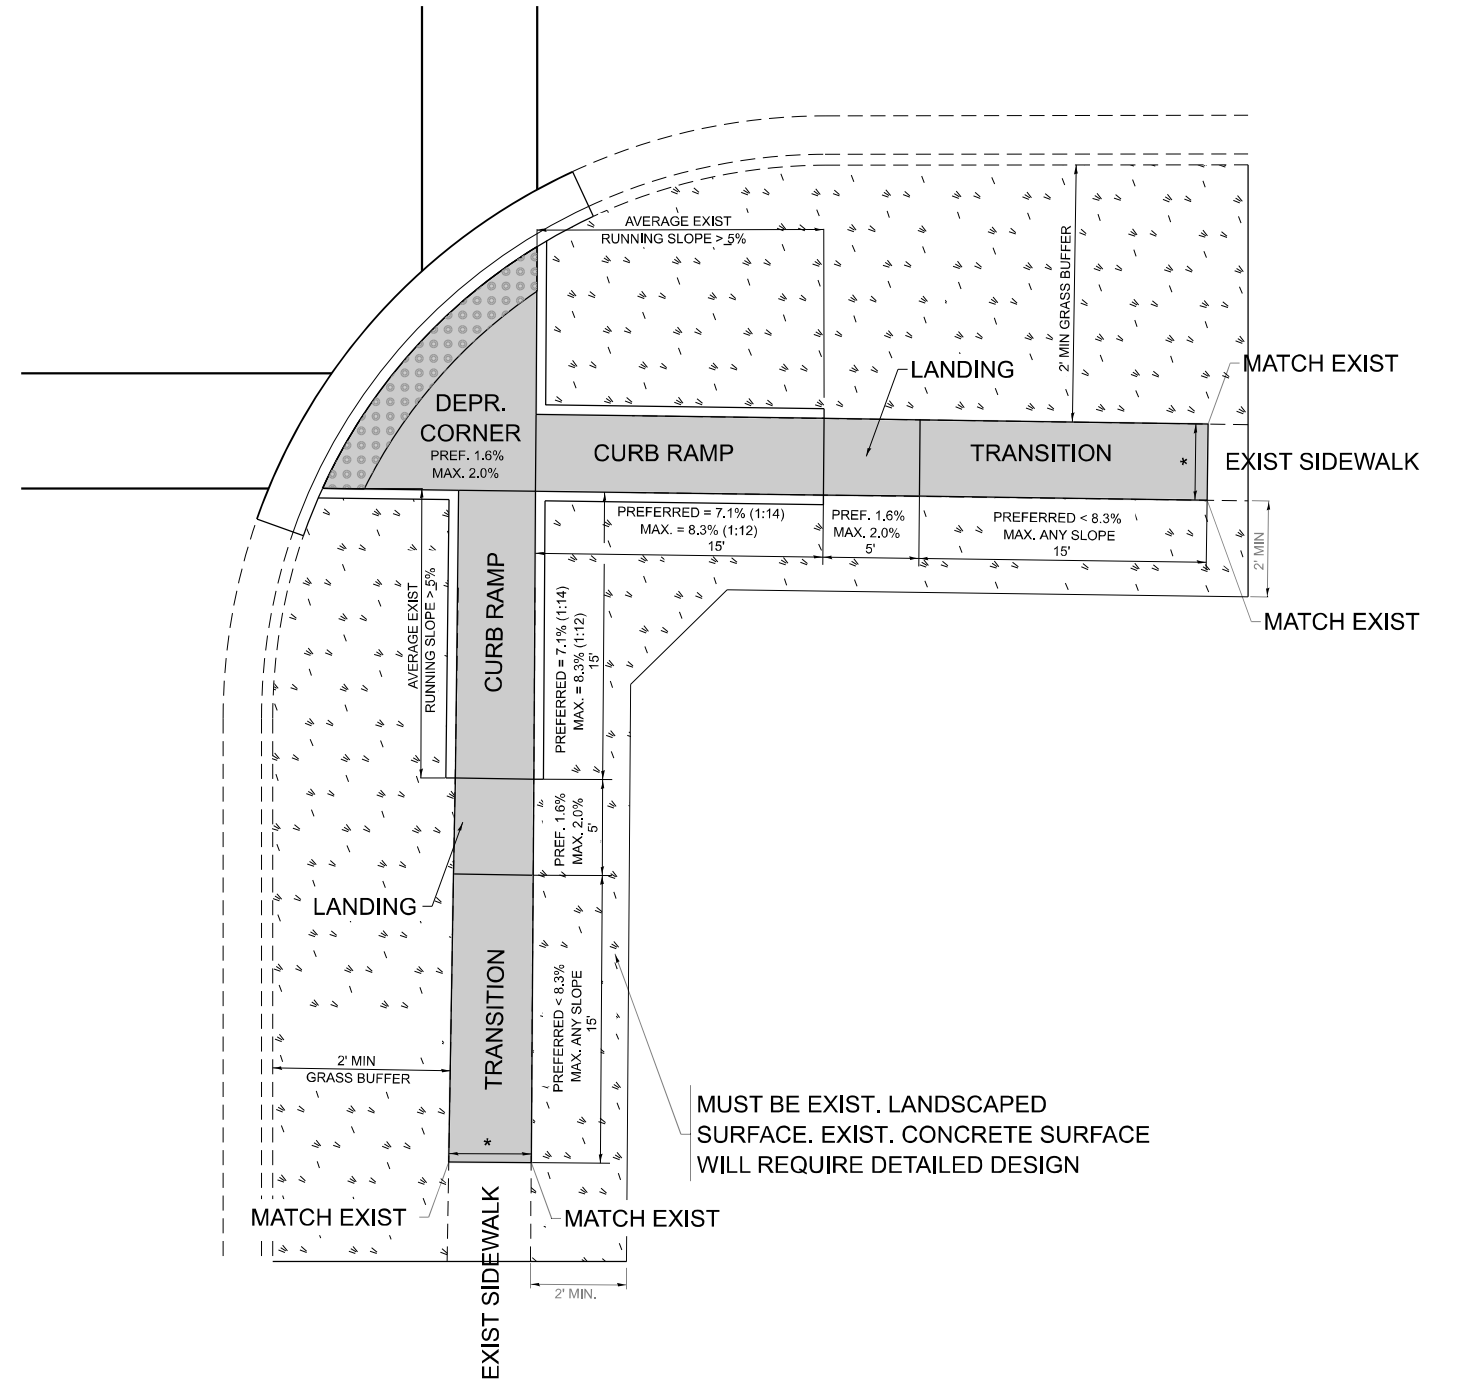 AVERAGE EXIST
RUNNING SLOPE > 5%
2' MIN GRASS BUFFER
LANDING
MATCH EXIST
DEPR.
CORNER
PREF. 1.6%
MAX. 2.0%
CURB RAMP
TRANSITION
*
EXIST SIDEWALK
PREFERRED = 7.1% (1:14)
MAX. = 8.3% (1:12)
15'
PREF. 1.6%
MAX. 2.0%
5'
PREFERRED < 8.3%
MAX. ANY SLOPE
15'
2' MIN
MATCH EXIST
AVERAGE EXIST
RUNNING SLOPE > 5%
CURB RAMP
PREFERRED = 7.1% (1:14)
MAX. = 8.3% (1:12)
15'
PREF. 1.6%
MAX. 2.0%
5'
LANDING
TRANSITION
PREFERRED < 8.3%
MAX. ANY SLOPE
15'
2' MIN
GRASS BUFFER
MUST BE EXIST. LANDSCAPED
SURFACE. EXIST. CONCRETE SURFACE
WILL REQUIRE DETAILED DESIGN
*
MATCH EXIST
MATCH EXIST
EXIST SIDEWALK
2' MIN.